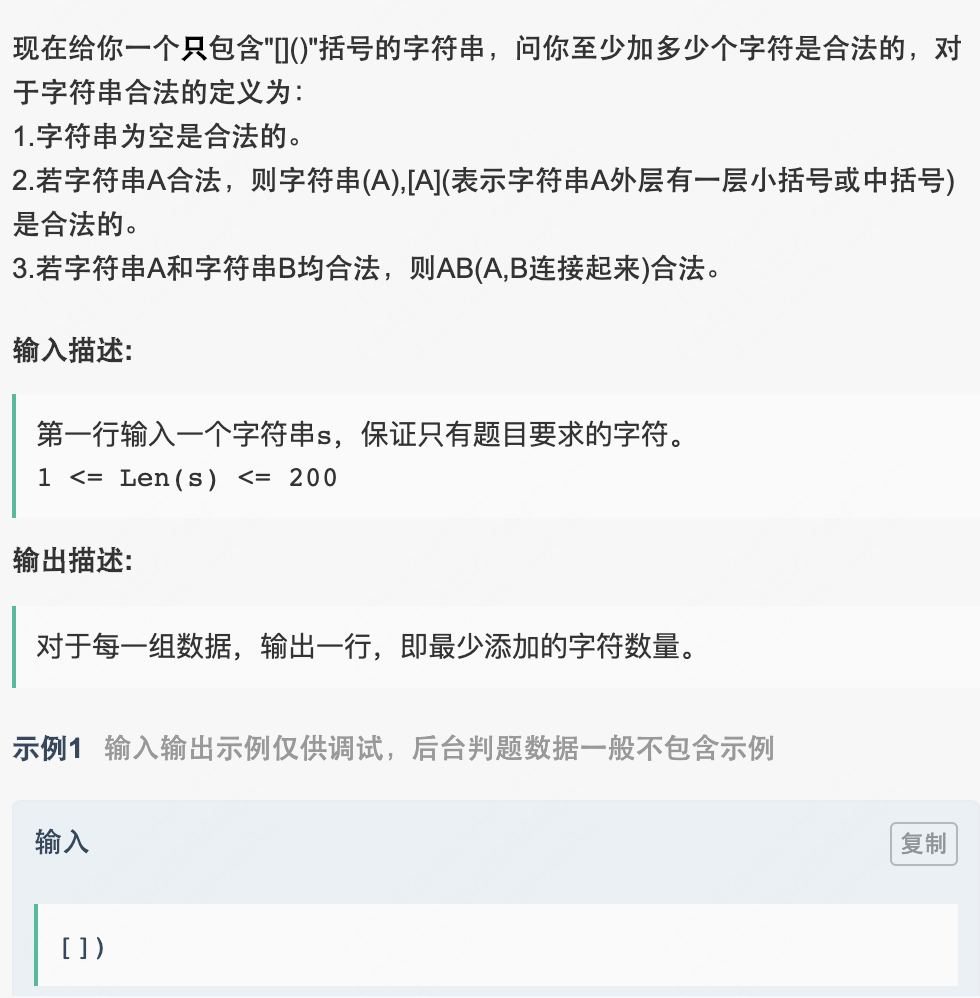 现在给你一个只包含"[]()"括号的字符串，问你至少加多少个字符是合法的，对
于字符串合法的定义为：
1.字符串为空是合法的。
2.若字符串A合法，则字符串(A),[A](表示字符串A外层有一层小括号或中括号)
是合法的。
3.若字符串A和字符串B均合法，则AB(A,B连接起来)合法。
输入描述:
第一行输入一个字符串s，保证只有题目要求的字符。
1 <= Len(s) <= 200
输出描述:
对于每一组数据，输出一行，即最少添加的字符数量。
示例1 输入输出示例仅供调试，后台判题数据一般不包含示例
输入 复制
[])